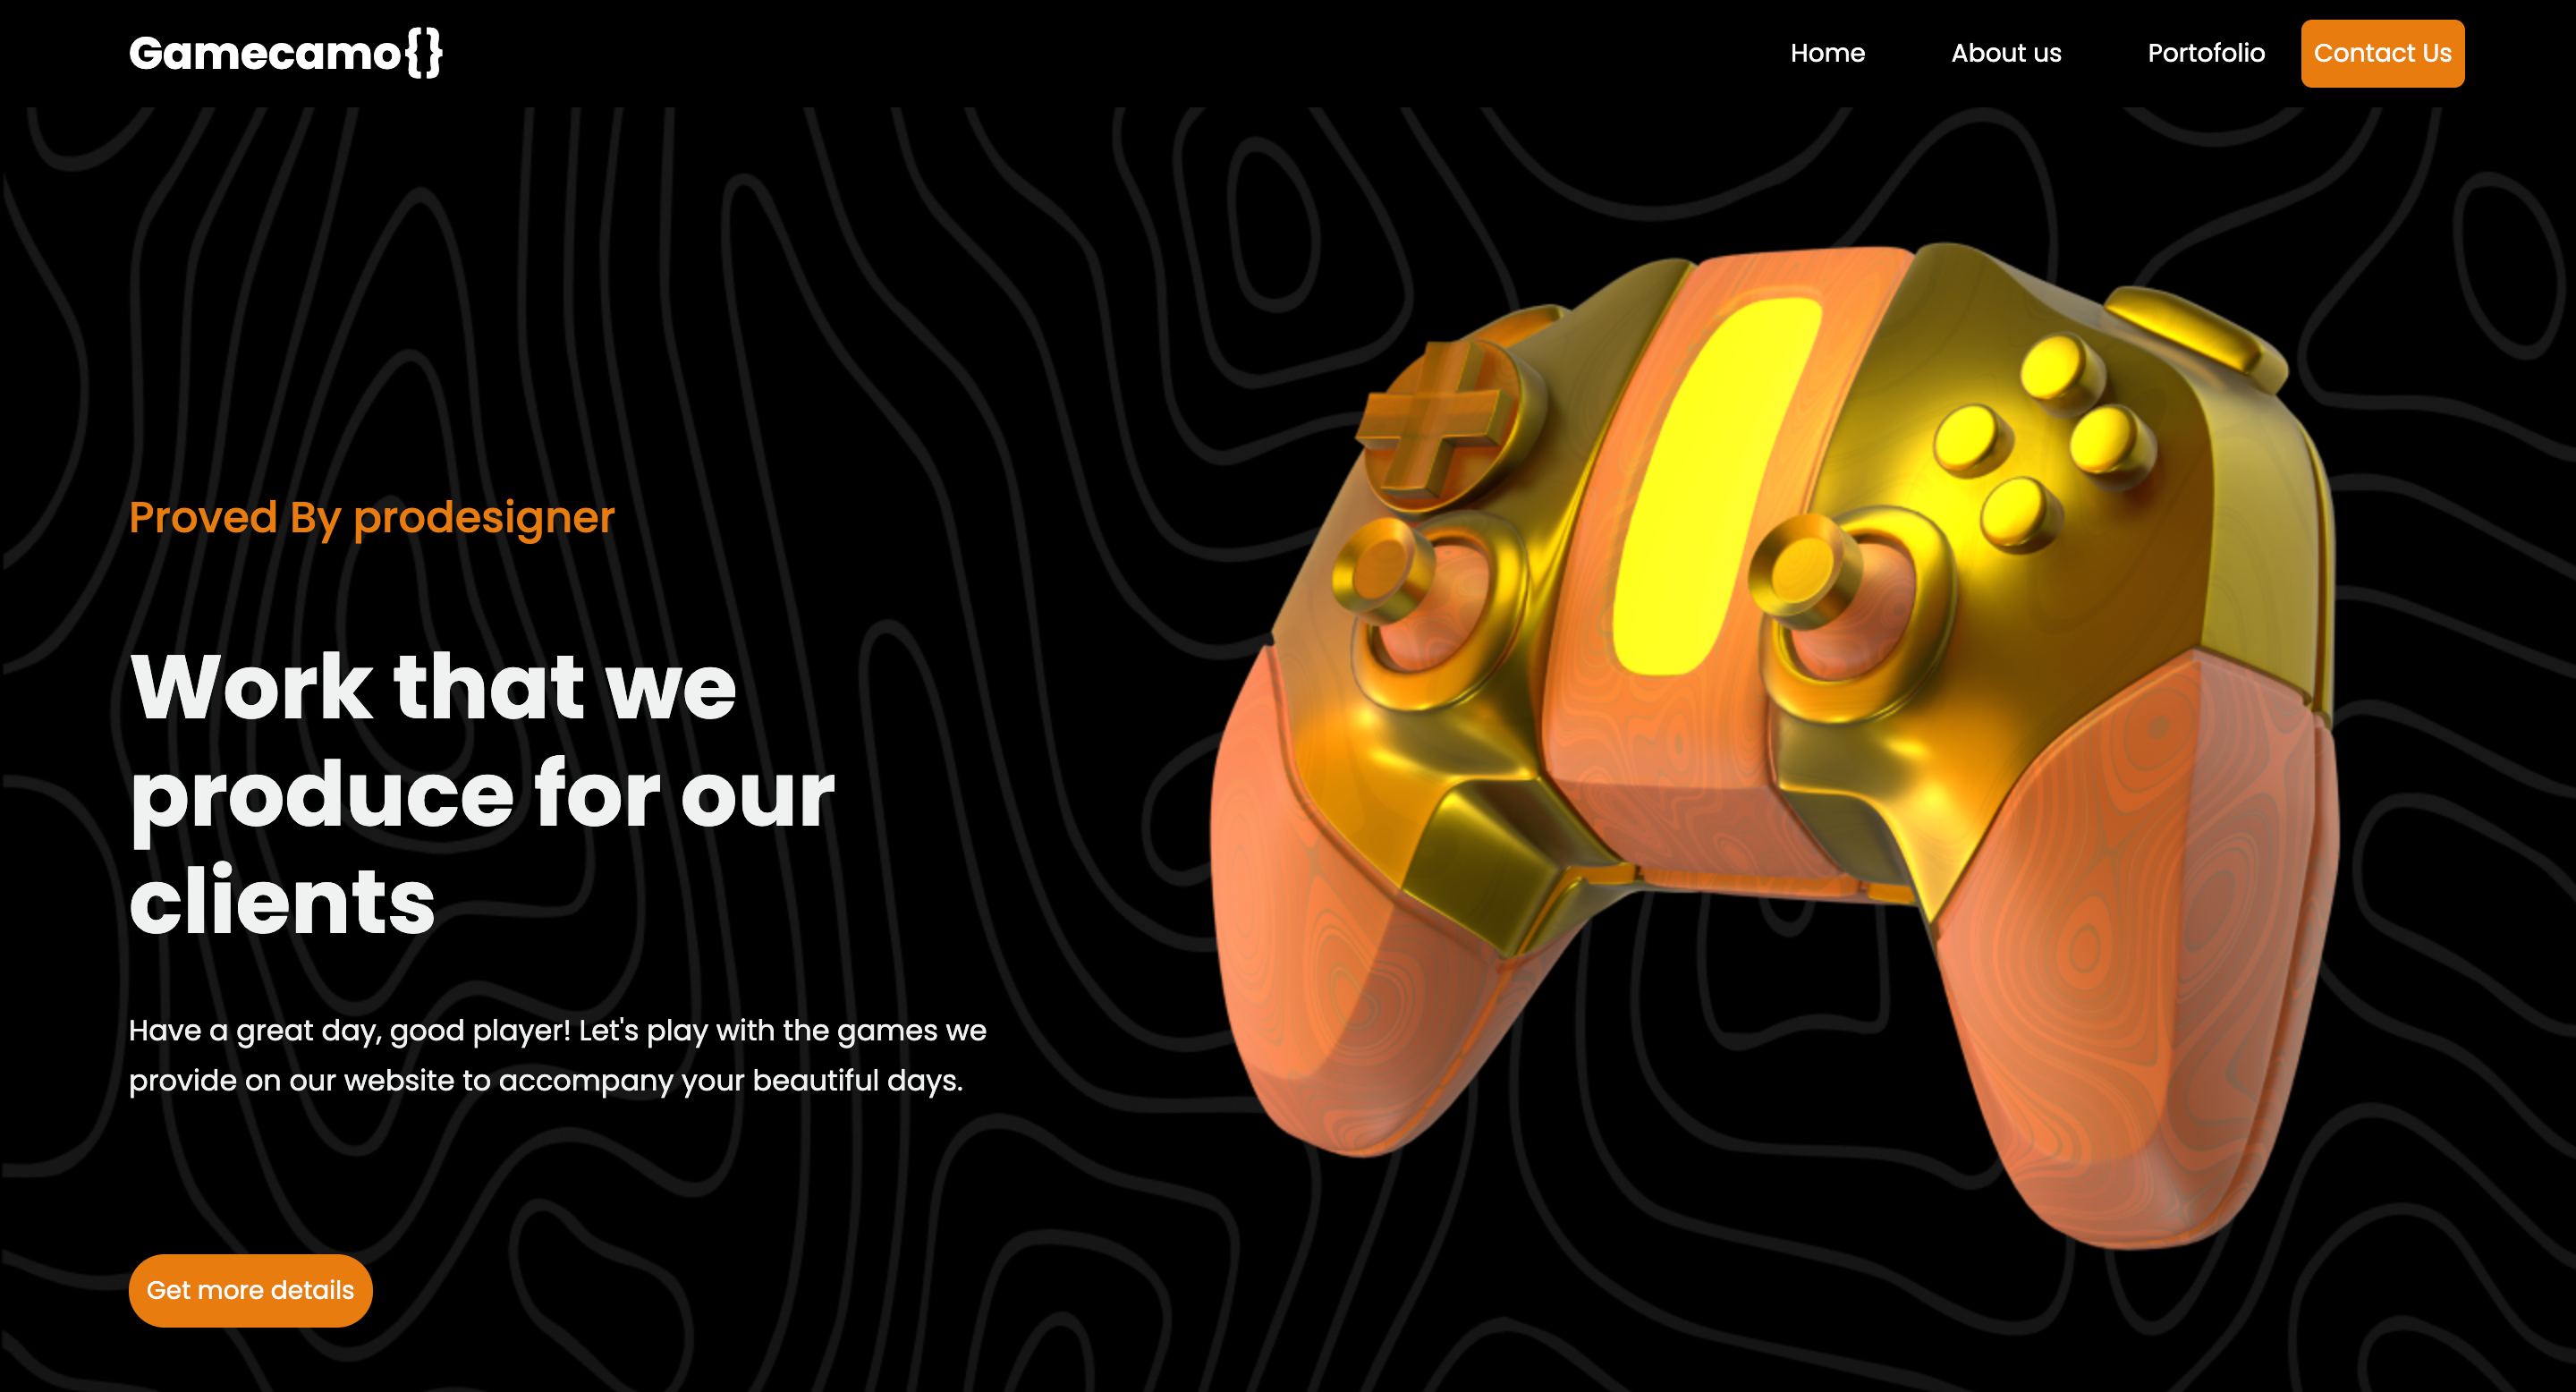 Gamecamo{}
Home
About us
Portofolio
Contact Us
Proved By prodesigner
Work that we
produce for our
clients
Have a great day, good player! Let's play with the games we
provide on our website to accompany your beautiful days.
Get more details